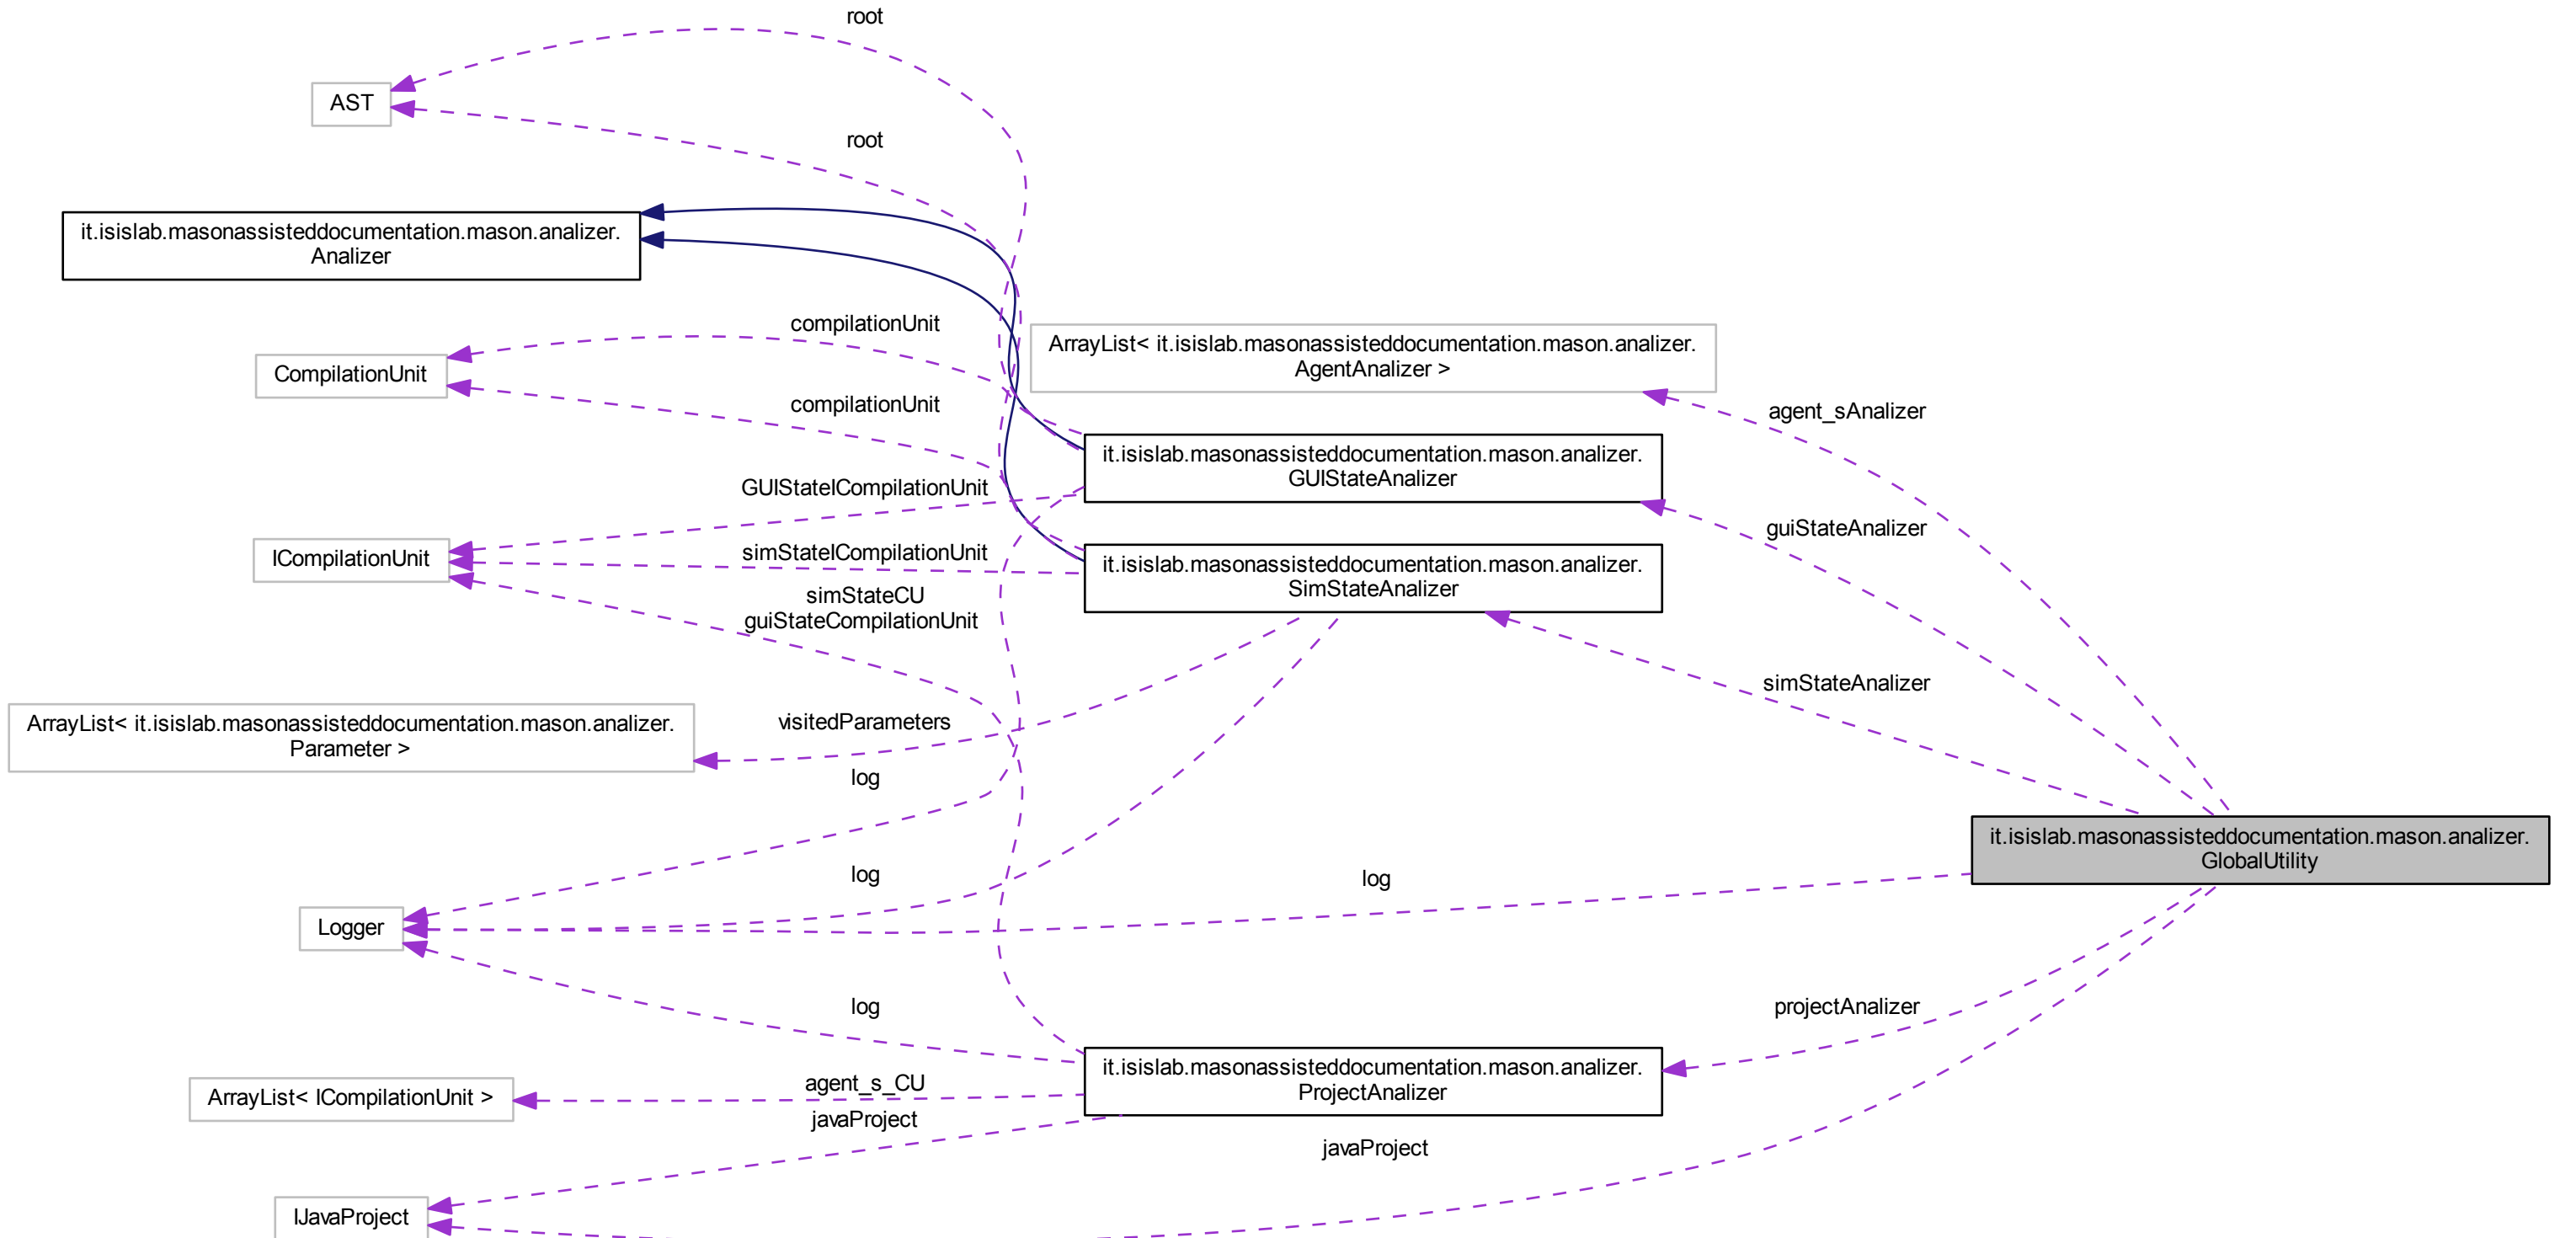 root
AST
root
it.isislab.masonassisteddocumentation.mason.analizer.
Analizer
compilationUnit
ArrayList< it.isislab.masonassisteddocumentation.mason.analizer.
AgentAnalizer >
CompilationUnit
compilationUnit
agent_sAnalizer
it.isislab.masonassisteddocumentation.mason.analizer.
GUIStateAnalizer
GUIStateICompilationUnit
guiStateAnalizer
ICompilationUnit
simStateICompilationUnit
it.isislab.masonassisteddocumentation.mason.analizer.
SimStateAnalizer
simStateCU
guiStateCompilationUnit
simStateAnalizer
ArrayList< it.isislab.masonassisteddocumentation.mason.analizer.
Parameter >
visitedParameters
log
it.isislab.masonassisteddocumentation.mason.analizer.
GlobalUtility
log
log
Logger
log
projectAnalizer
it.isislab.masonassisteddocumentation.mason.analizer.
ProjectAnalizer
agent_s_CU
ArrayList< ICompilationUnit >
javaProject
javaProject
IJavaProject